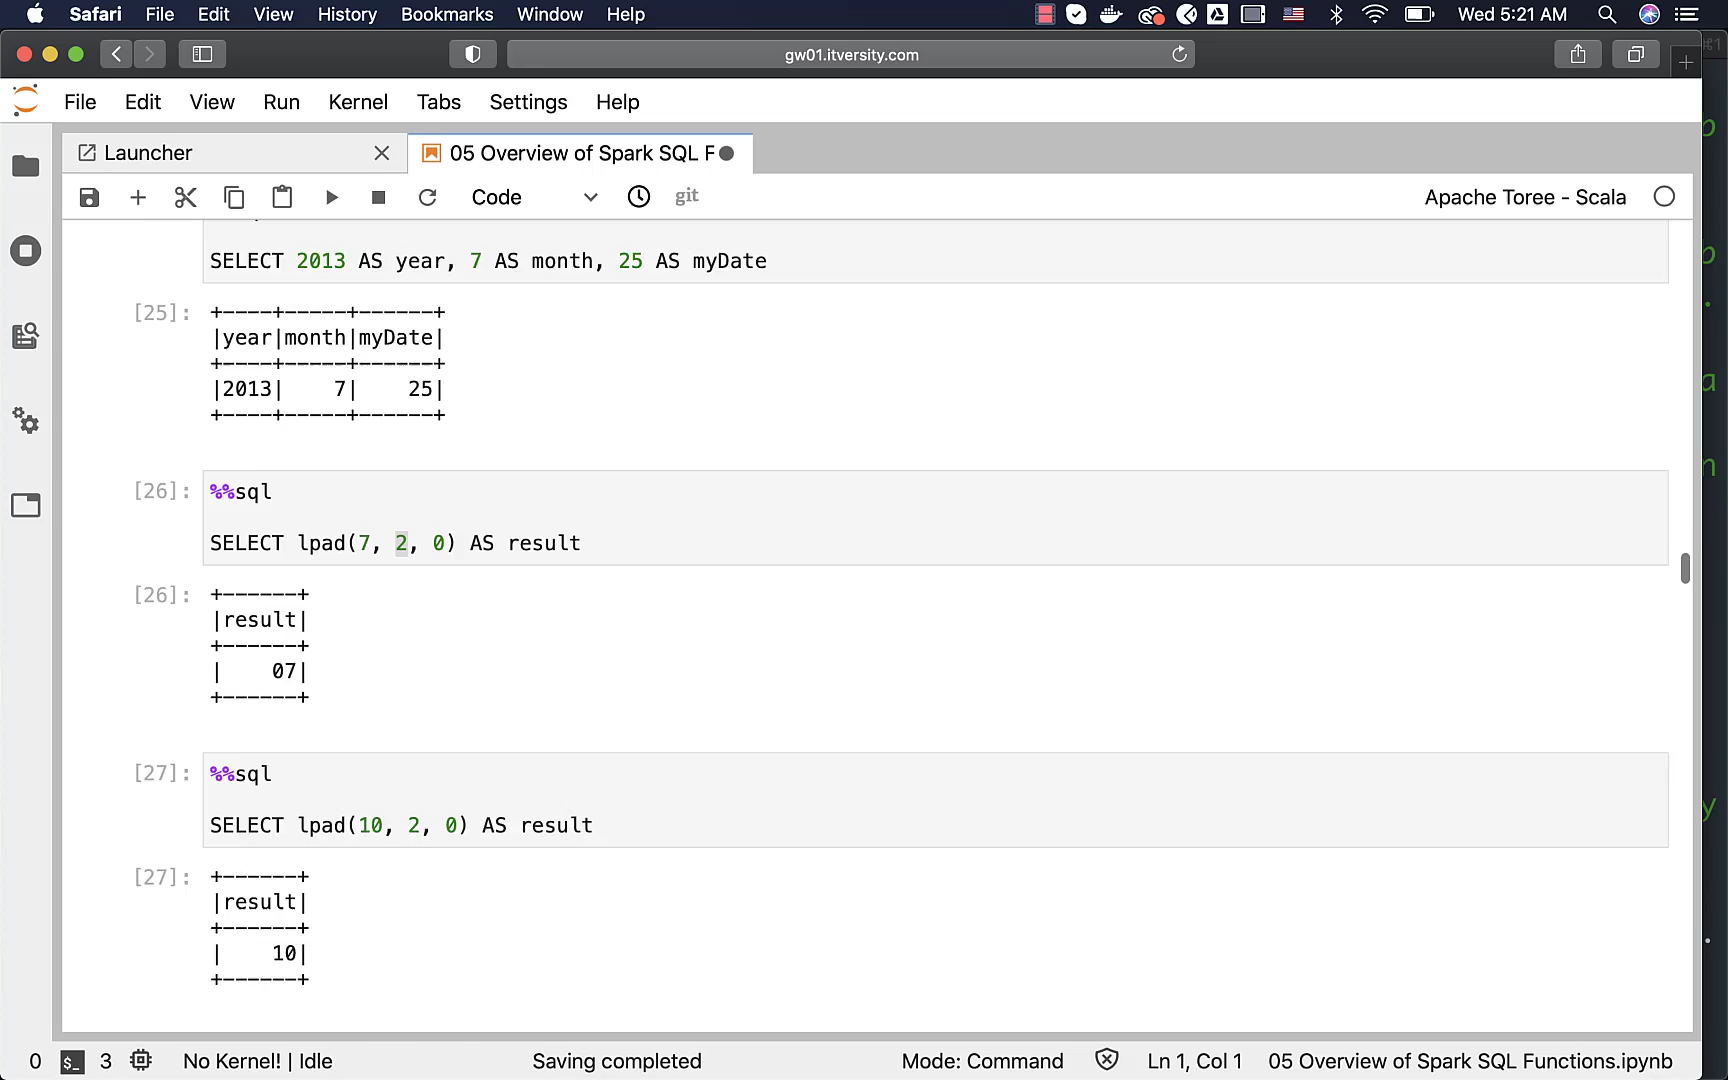 Safari File Edit View History Bookmarks Window Help Wed 5:21 AM
gw01.itversity.com
File Edit View Run Kernel Tabs Settings Help
Launcher 05 Overview of Spark SQL F
Code git Apache Toree - Scala
SELECT 2013 AS year, 7 AS month, 25 AS myDate
[25]: +----+-----+------+
|year|month|myDate|
+----+-----+------+
|2013|    7|    25|
+----+-----+------+
[26]: %%sql
SELECT lpad(7, 2, 0) AS result
[26]: +------+
|result|
+------+
|    07|
+------+
[27]: %%sql
SELECT lpad(10, 2, 0) AS result
[27]: +------+
|result|
+------+
|    10|
+------+
0 $_ 3 No Kernel! | Idle Saving completed Mode: Command Ln 1, Col 1 05 Overview of Spark SQL Functions.ipynb